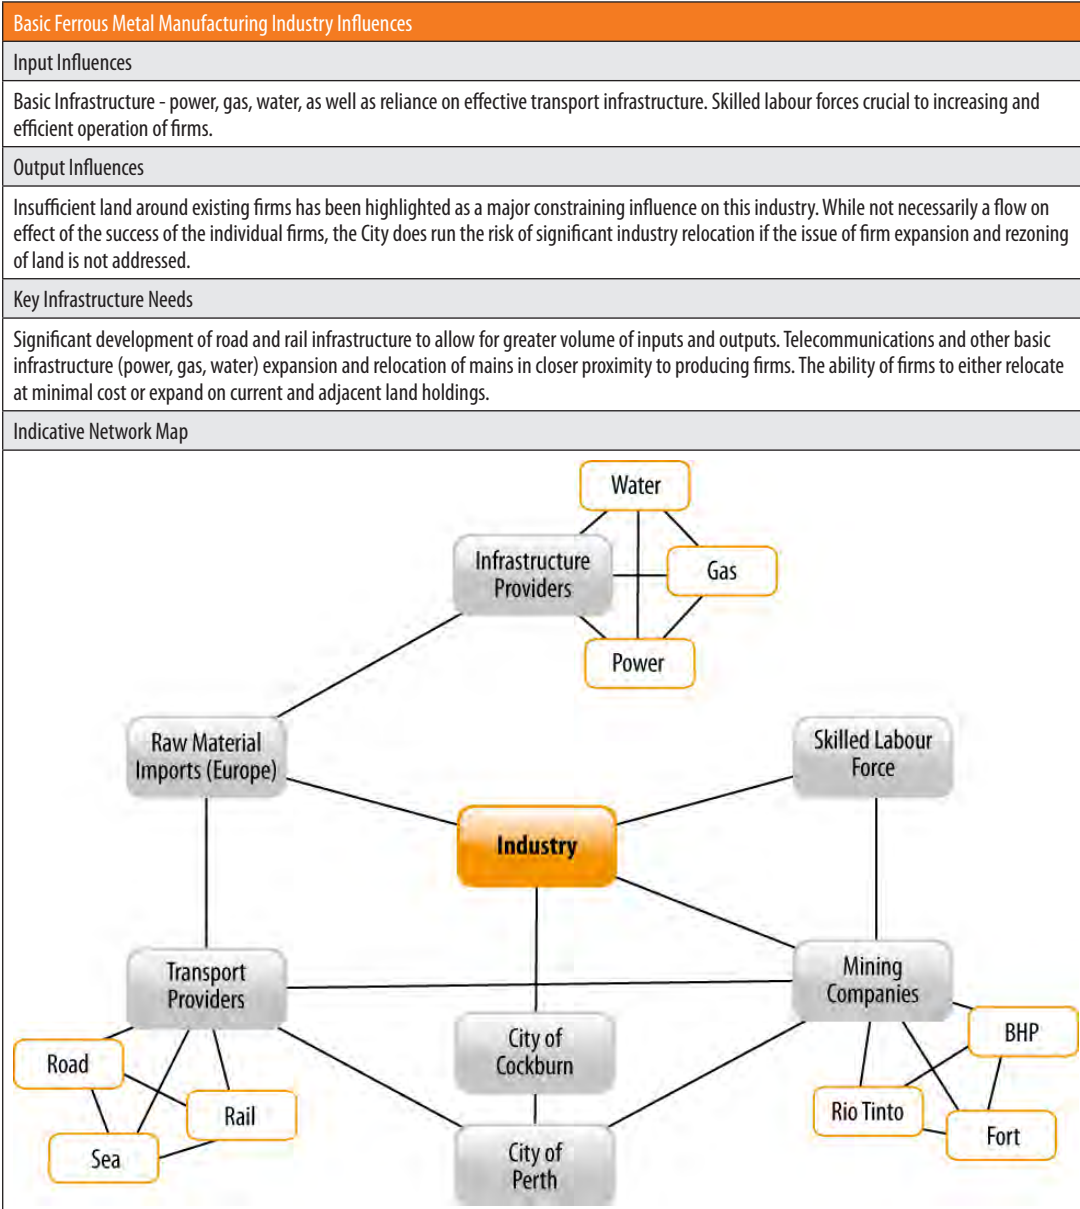 Basic Ferrous Metal Manufacturing Industry Influences
Input Influences
Basic Infrastructure - power, gas, water, as well as reliance on effective transport infrastructure. Skilled labour forces crucial to increasing and
efficient operation of firms.
Output Influences
Insufficient land around existing firms has been highlighted as a major constraining influence on this industry. While not necessarily a flow on
effect of the success of the individual firms, the City does run the risk of significant industry relocation if the issue of firm expansion and rezoning
of land is not addressed.
Key Infrastructure Needs
Significant development of road and rail infrastructure to allow for greater volume of inputs and outputs. Telecommunications and other basic
infrastructure (power, gas, water) expansion and relocation of mains in closer proximity to producing firms. The ability of firms to either relocate
at minimal cost or expand on current and adjacent land holdings.
Indicative Network Map
Water
Infrastructure
Providers
Gas
Power
Raw Material
Imports (Europe)
Skilled Labour
Force
Industry
Transport
Providers
Mining
Companies
City of
Cockburn
BHP
Road
Rail
Rio Tinto
Fort
Sea
City of
Perth